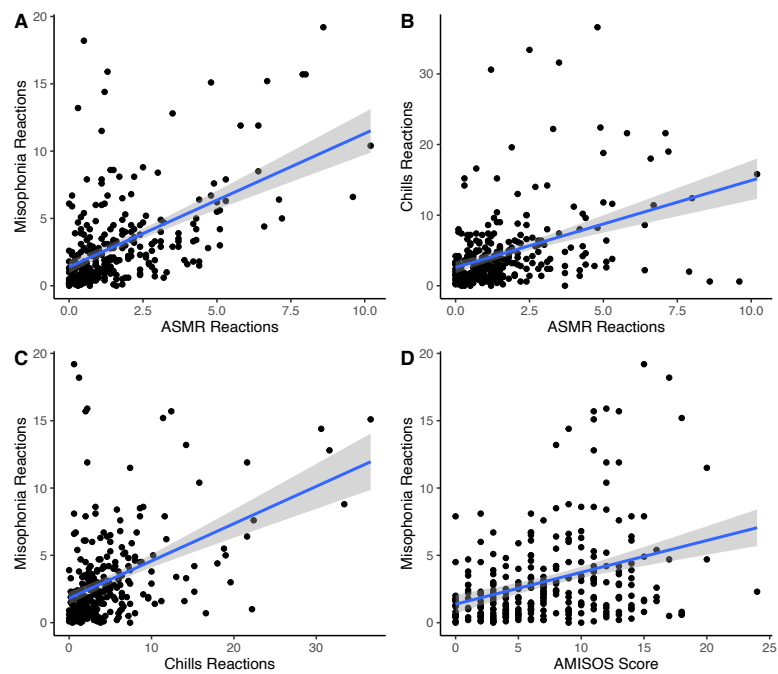 A
B
20
15
10
5
0
Misophonia Reactions
0.0 2.5 5.0 7.5 10.0
ASMR Reactions
30
20
10
0
Chills Reactions
0.0 2.5 5.0 7.5 10.0
ASMR Reactions
C
D
20
15
10
5
0
Misophonia Reactions
0 10 20 30
Chills Reactions
20
15
10
5
0
Misophonia Reactions
0 5 10 15 20 25
AMISOS Score